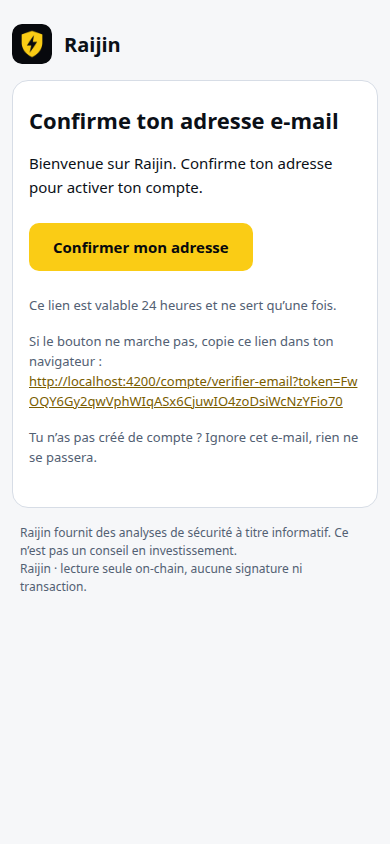 Raijin
Confirme ton adresse e-mail
Bienvenue sur Raijin. Confirme ton adresse
pour activer ton compte.
Confirmer mon adresse
Ce lien est valable 24 heures et ne sert qu’une fois.
Si le bouton ne marche pas, copie ce lien dans ton
navigateur :
http://localhost:4200/compte/verifier-email?token=Fw
OQY6Gy2qwVphWIqASx6CjuwIO4zoDsiWcNzYFio70
Tu n’as pas créé de compte ? Ignore cet e-mail, rien ne
se passera.
Raijin fournit des analyses de sécurité à titre informatif. Ce
n’est pas un conseil en investissement.
Raijin · lecture seule on-chain, aucune signature ni
transaction.